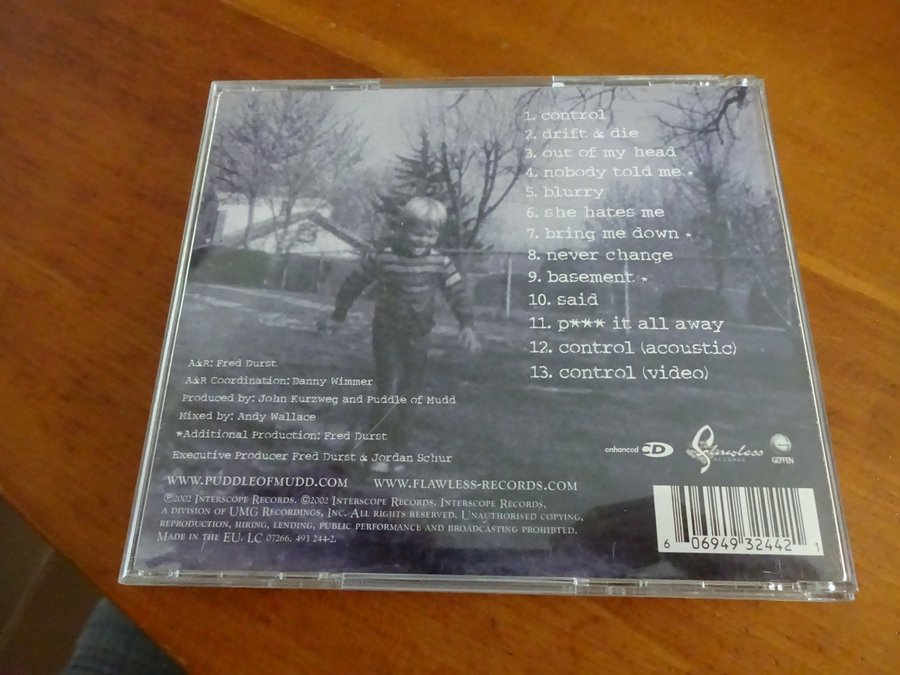 1. control
2. drift & die
3. out of my head
4. nobody told me *
5. blurry
6. she hates me
7. bring me down *
8. never change
9. basement *
10. said
11. p*** it all away
12. control (acoustic)
13. control (video)
A&R: Fred Durst
A&R Coordination: Danny Wimmer
Produced by: John Kurzweg and Puddle of Mudd
Mixed by: Andy Wallace
*Additional Production: Fred Durst
Executive Producer Fred Durst & Jordan Schur
www.puddleofmudd.com www.flawless-records.com
℗2002 Interscope Records. ©2002 Interscope Records. Interscope Records,
a division of UMG Recordings, Inc. All rights reserved. Unauthorised copying,
reproduction, hiring, lending, public performance and broadcasting prohibted.
Made in the EU. LC 07266. 493 244-2.
enhanced CD
Flawless
RECORDS
GEFFEN
6 06949 32442 1